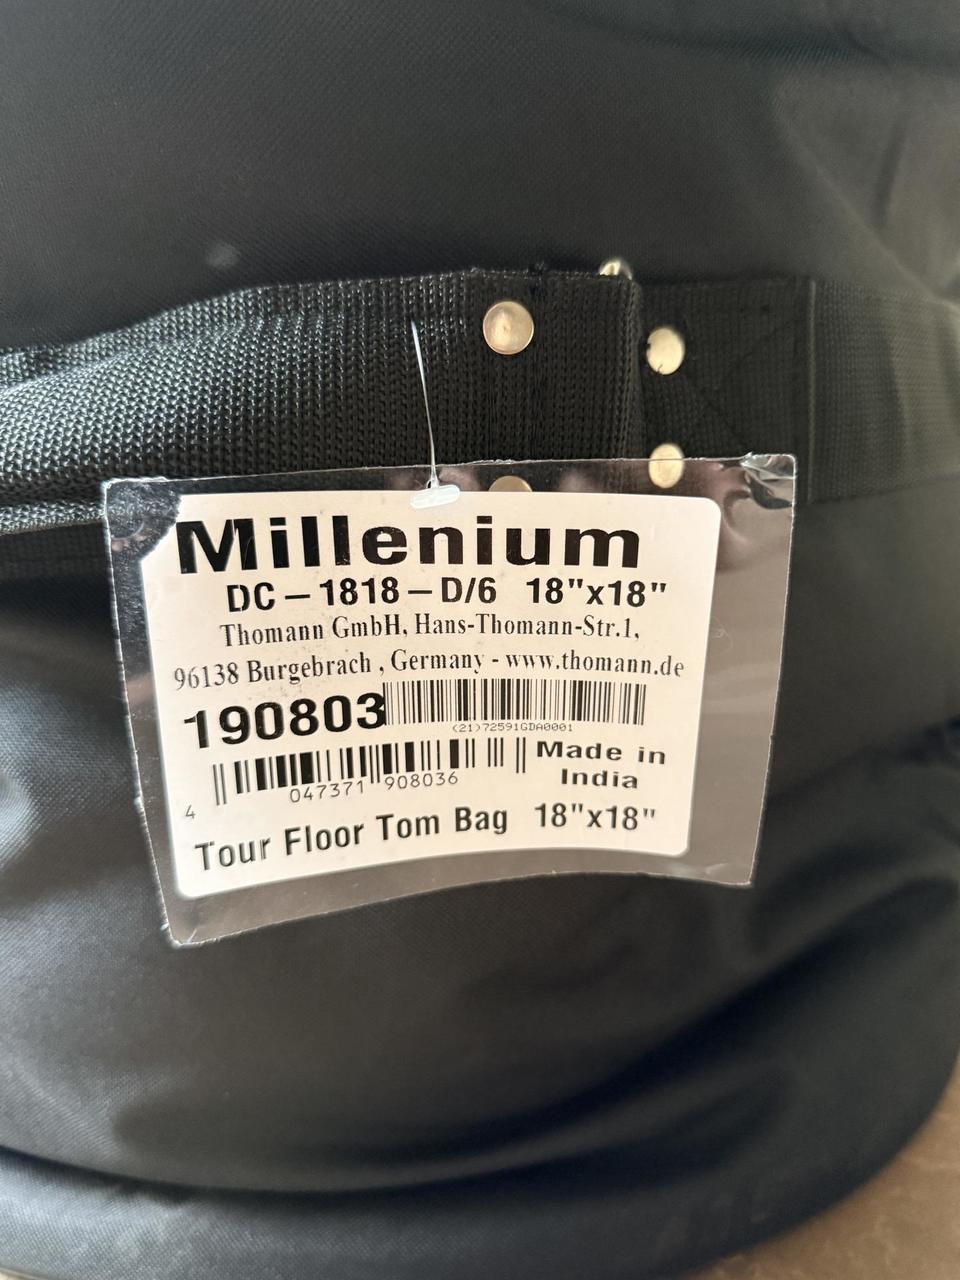 Millenium
DC – 1818 – D/6 18"x18"
Thomann GmbH, Hans-Thomann-Str.1,
96138 Burgebrach , Germany - www.thomann.de
190803
(21)72591GDA0001
4 047371 908036
Made in
India
Tour Floor Tom Bag 18"x18"